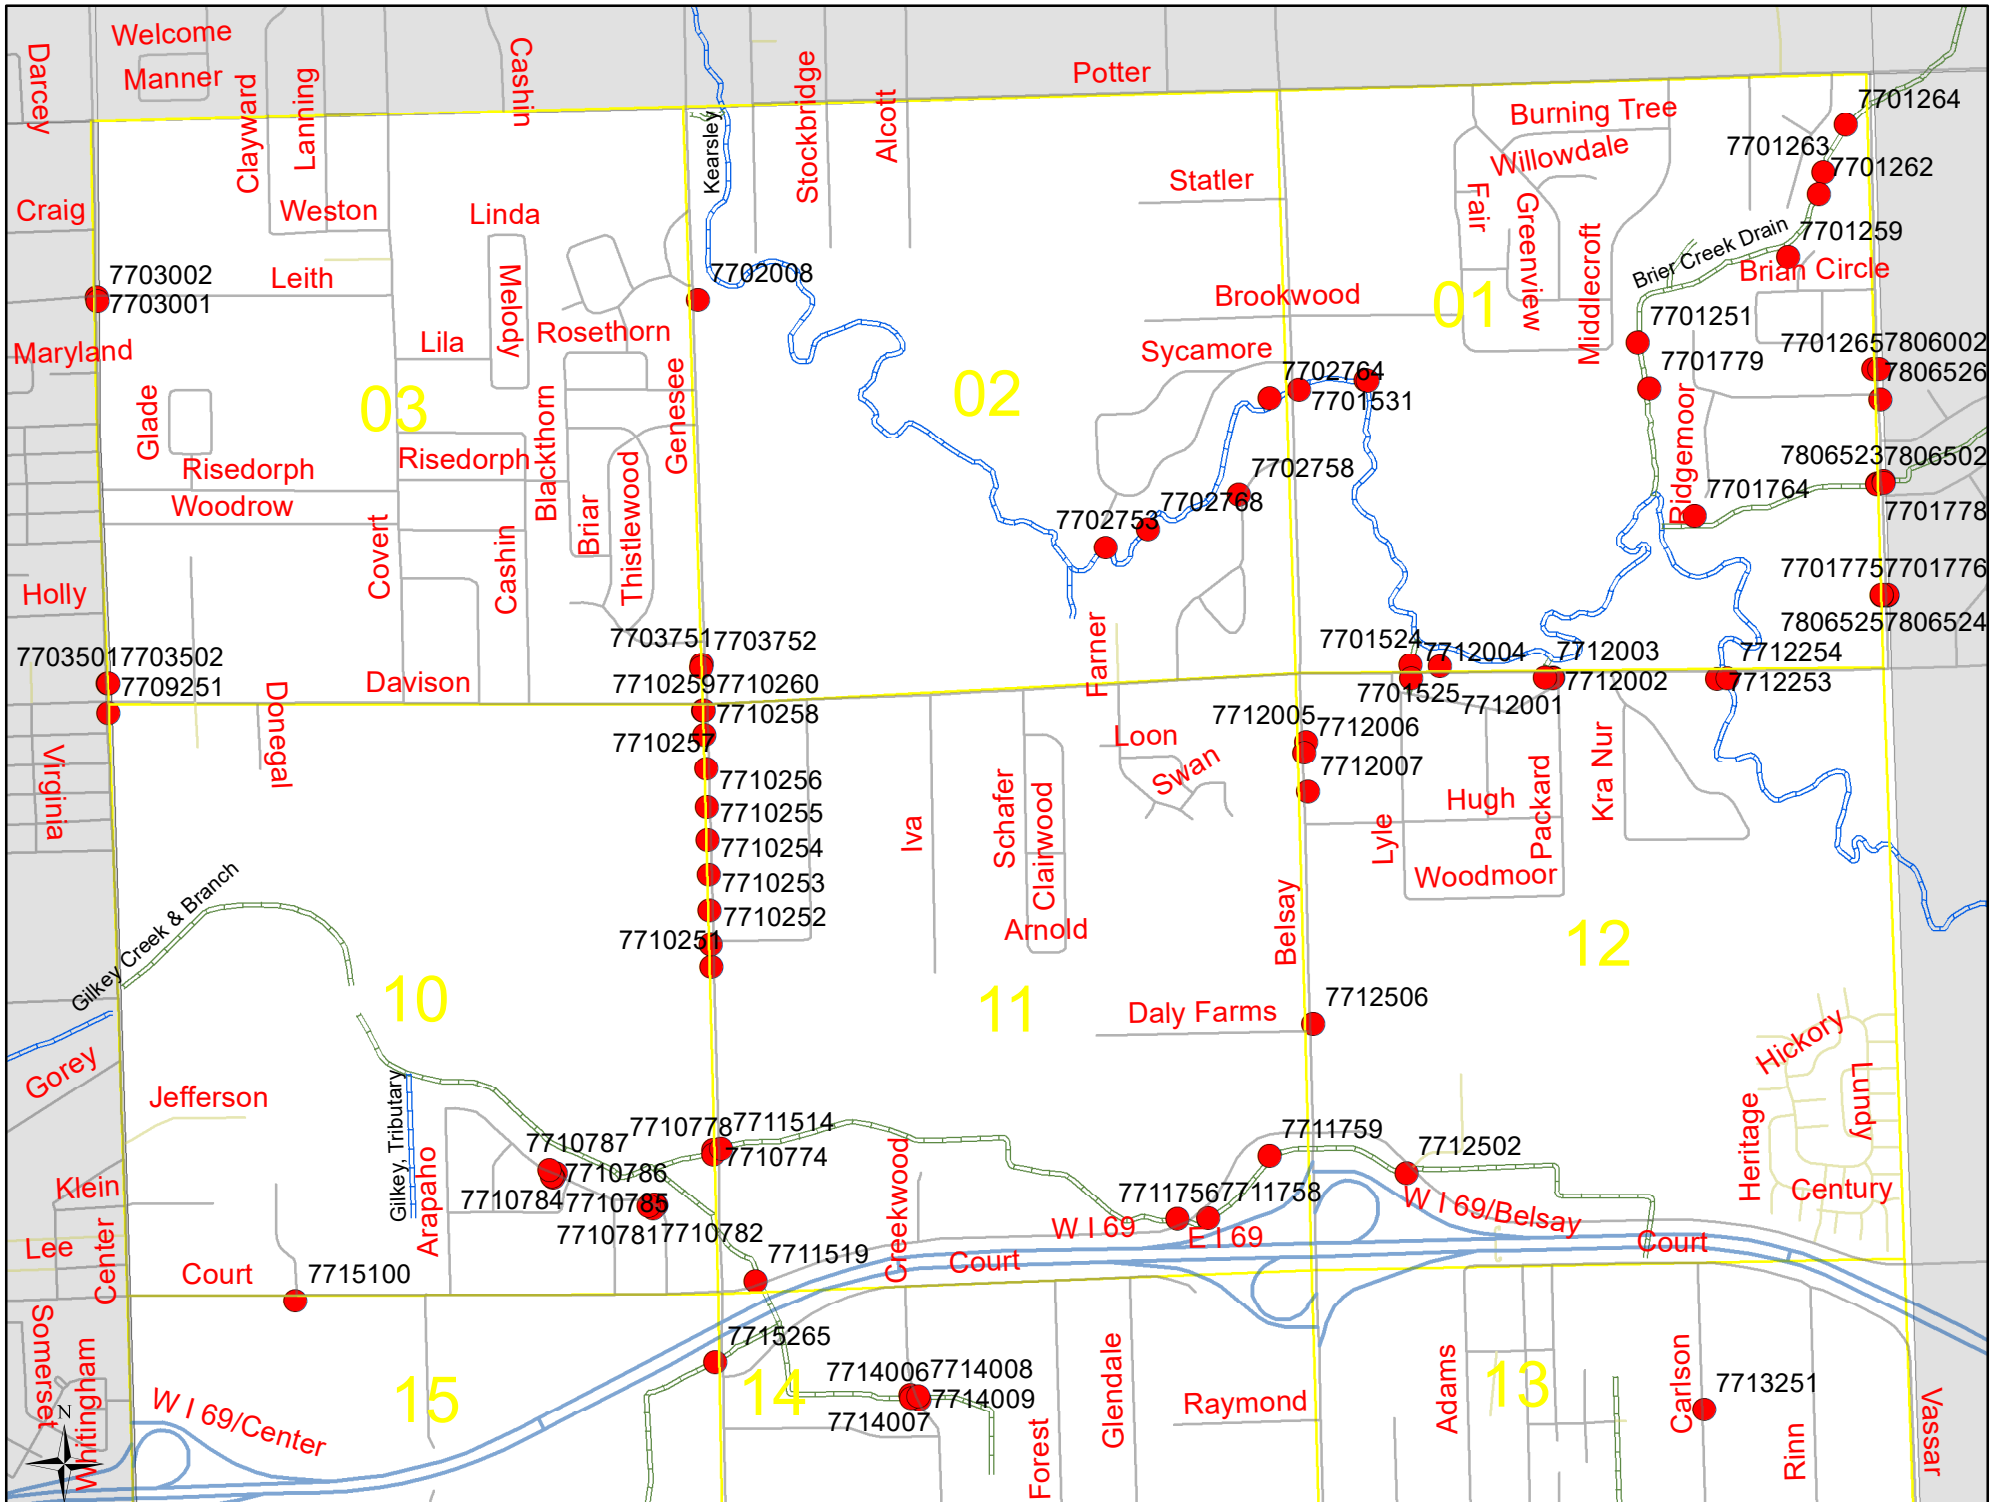 Welcome
Manner
Darcey
Clayward
Lanning
Cashin
Stockbridge
Alcott
Potter
Kearsley
Burning Tree
Willowdale
7701264
7701263
7701262
Craig
Weston
Linda
Statler
Fair
Greenview
Middlecroft
7701259
Brier Creek Drain
Brian Circle
7703002
7703001
Leith
Melody
7702008
Brookwood
01
7701251
Maryland
Lila
Rosethorn
Sycamore
77012657806002
7701779
7806526
Glade
03
Blackthorn
Genesee
02
7702764
7701531
Ridgemoor
Risedorph
Risedorph
Woodrow
Briar
Thistlewood
7702758
7702768
7702753
78065237806502
7701764
7701778
Covert
Cashin
Holly
77017757701776
78065257806524
Farner
77035017703502
7709251
Donegal
Davison
77037517703752
77102597710260
7710258
7710257
7701524
7712004
7701525
7712003
7712002
7712001
7712254
7712253
Virginia
7710256
7710255
7710254
7710253
7710252
7710251
Iva
Schafer
Clairwood
Arnold
Loon
Swan
7712005
7712006
7712007
Lyle
Hugh
Packard
Kra Nur
Woodmoor
Belsay
12
Gilkey Creek & Branch
10
11
Daly Farms
7712506
Gorey
Jefferson
Gilkey, Tributary
Arapaho
Hickory
Lundy
Heritage
Century
7710787
7710786
7710784
7710785
77107817710782
7710778
7711514
7710774
Creekwood
7711759
77117567711758
7712502
W I 69/Belsay
Klein
Lee
Center
Court
7715100
7711519
Court
W I 69
E I 69
Court
Somerset
Whitingham
N
W I 69/Center
15
7715265
14
77140067714008
7714009
7714007
Forest
Glendale
Raymond
Adams
13
Carlson
7713251
Rinn
Vasssar